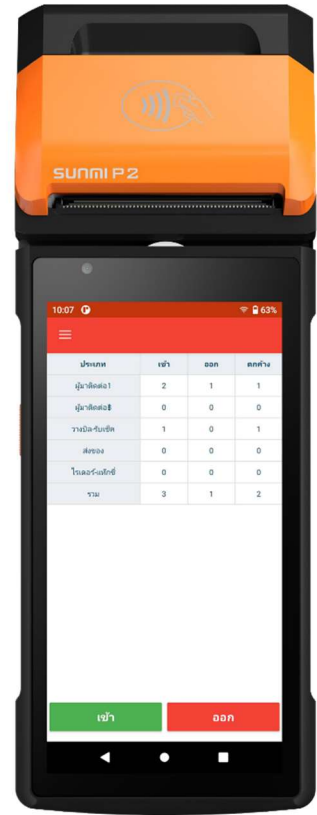 SUNMI P2
10:07 63%
ประเภท เข้า ออก ตกค้าง
ผู้มาติดต่อ1 2 1 1
ผู้มาติดต่อ฿ 0 0 0
วางบิล-รับเช็ค 1 0 1
ส่งของ 0 0 0
ไรเดอร์-แท็กซี่ 0 0 0
รวม 3 1 2
เข้า ออก